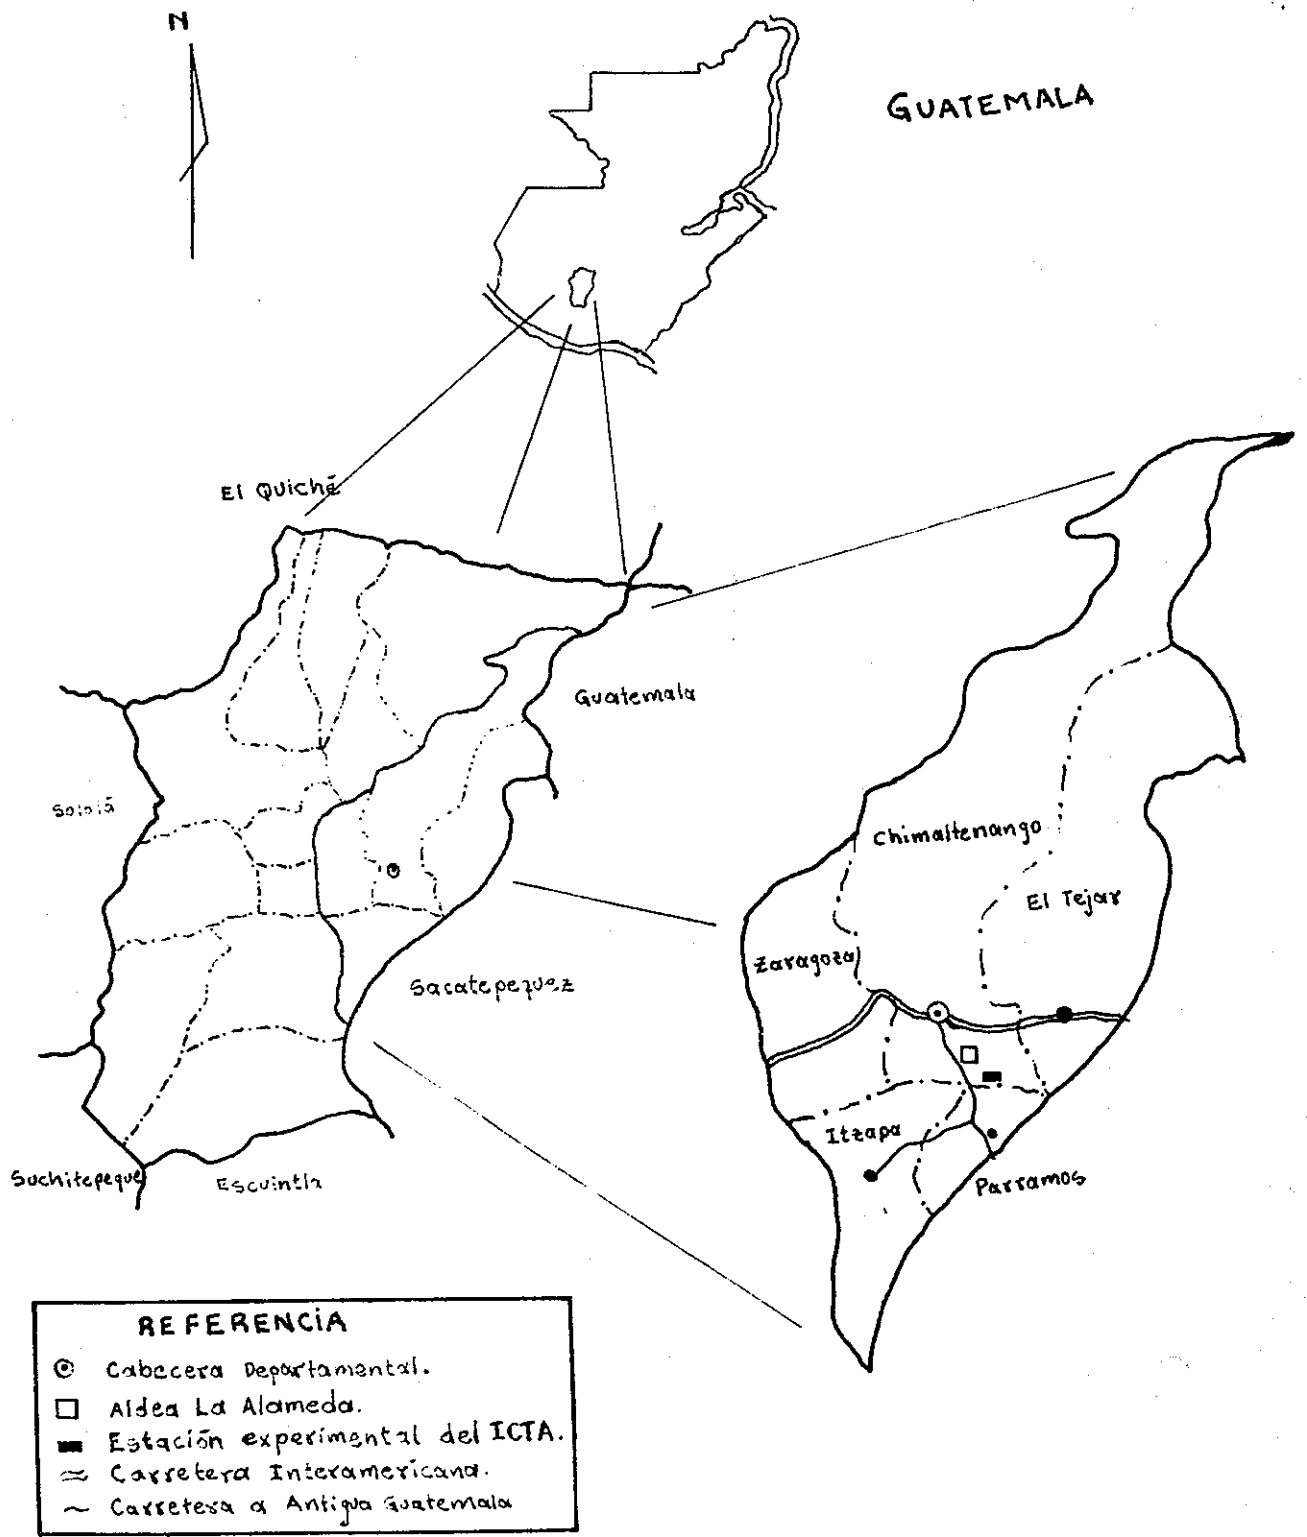 N
GUATEMALA
El Quiché
Guatemala
Sololá
Chimaltenango
El Tejar
Zaragoza
Sacatepequez
Itzapa
Parramos
Suchitepeque
Escuintla
REFERENCIA
Cabecera Departamental.
Aldea La Alameda.
Estación experimental del ICTA.
Carretera Interamericana.
Carretera a Antigua Guatemala